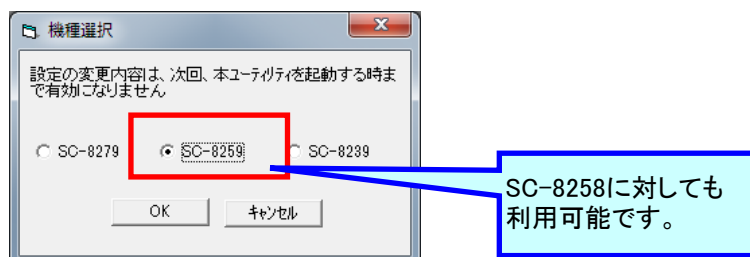 機種選択
設定の変更内容は、次回、本ユーティリティを起動する時ま
で有効になりません
SC-8279
SC-8259
SC-8239
OK
キャンセル
SC-8258に対しても
利用可能です。